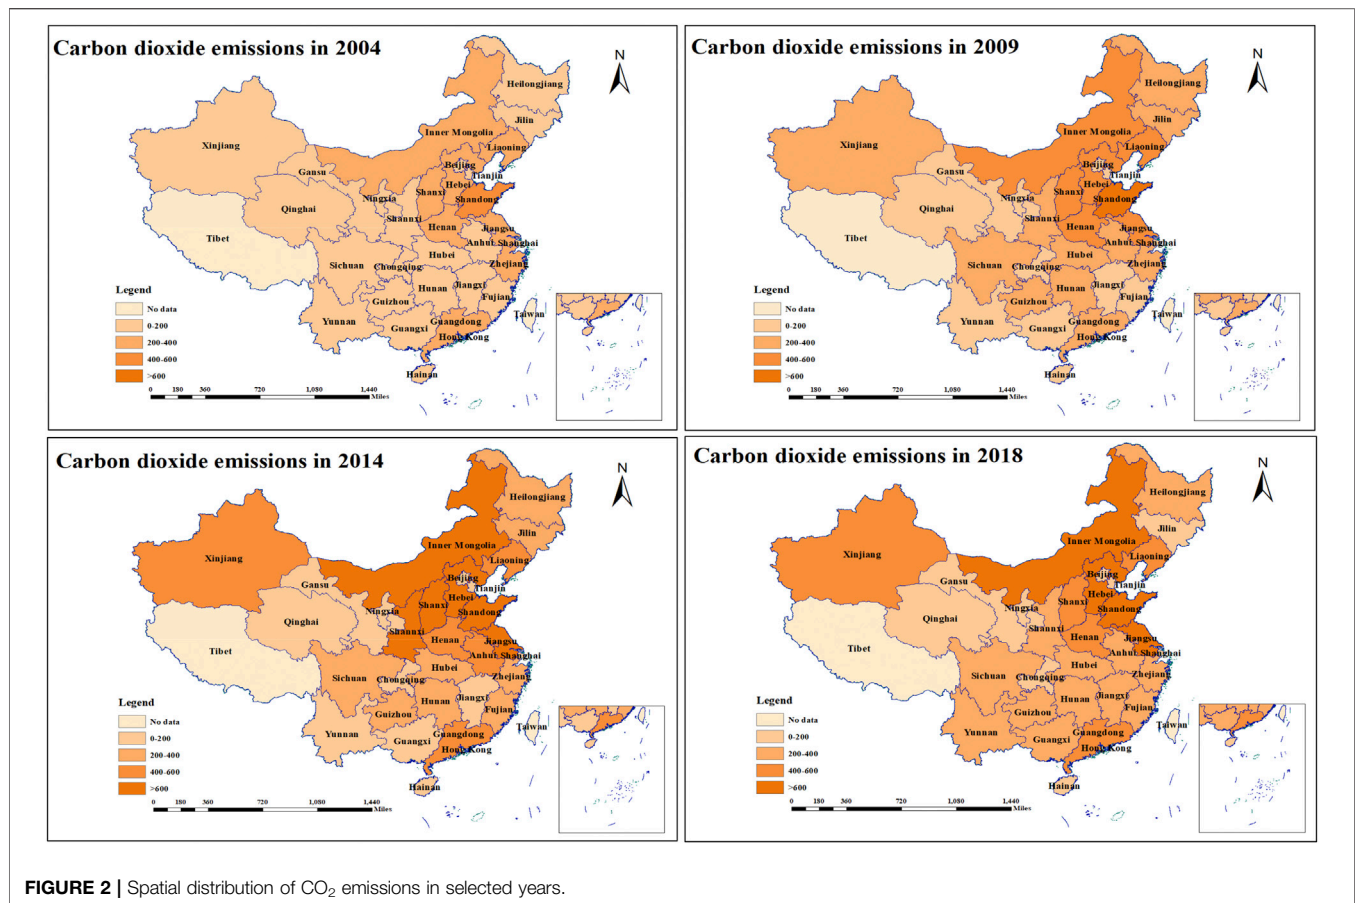 Carbon dioxide emissions in 2004
N
Heilongjiang
Jilin
Xinjiang
Inner Mongolia
Liaoning
Beijing
Gansu
Tianjin
Hebei
Shanxi
Ningxia
Shandong
Qinghai
Shannxi
Henan
Jiangsu
Tibet
Anhui Shanghai
Hubei
Sichuan
Chongqing
Zhejiang
Hunan
Jiangxi
Legend
Guizhou
Fujian
No data
Taiwan
0-200
Yunnan
Guangxi
Guangdong
200-400
Hong Kong
400-600
>600
Hainan
0 180 360 720 1,080 1,440
Miles
Carbon dioxide emissions in 2009
N
Heilongjiang
Jilin
Xinjiang
Inner Mongolia
Liaoning
Beijing
Gansu
Tianjin
Hebei
Shanxi
Ningxia
Shandong
Qinghai
Shannxi
Henan
Jiangsu
Tibet
Anhui Shanghai
Hubei
Sichuan
Chongqing
Zhejiang
Hunan
Jiangxi
Legend
Guizhou
Fujian
No data
Taiwan
0-200
Yunnan
Guangxi
Guangdong
200-400
Hong Kong
400-600
>600
Hainan
0 180 360 720 1,080 1,440
Miles
Carbon dioxide emissions in 2014
N
Heilongjiang
Jilin
Xinjiang
Inner Mongolia
Liaoning
Beijing
Gansu
Tianjin
Hebei
Shanxi
Ningxia
Shandong
Qinghai
Shannxi
Henan
Jiangsu
Tibet
Anhui Shanghai
Hubei
Sichuan
Chongqing
Zhejiang
Hunan
Jiangxi
Legend
Guizhou
Fujian
No data
Taiwan
0-200
Yunnan
Guangxi
Guangdong
200-400
Hong Kong
400-600
>600
Hainan
0 180 360 720 1,080 1,440
Miles
Carbon dioxide emissions in 2018
N
Heilongjiang
Jilin
Xinjiang
Inner Mongolia
Liaoning
Beijing
Gansu
Tianjin
Hebei
Shanxi
Ningxia
Shandong
Qinghai
Shannxi
Henan
Jiangsu
Tibet
Anhui Shanghai
Hubei
Sichuan
Chongqing
Zhejiang
Hunan
Jiangxi
Legend
Guizhou
Fujian
No data
Taiwan
0-200
Yunnan
Guangxi
Guangdong
200-400
Hong Kong
400-600
>600
Hainan
0 180 360 720 1,080 1,440
Miles
FIGURE 2 | Spatial distribution of CO₂ emissions in selected years.